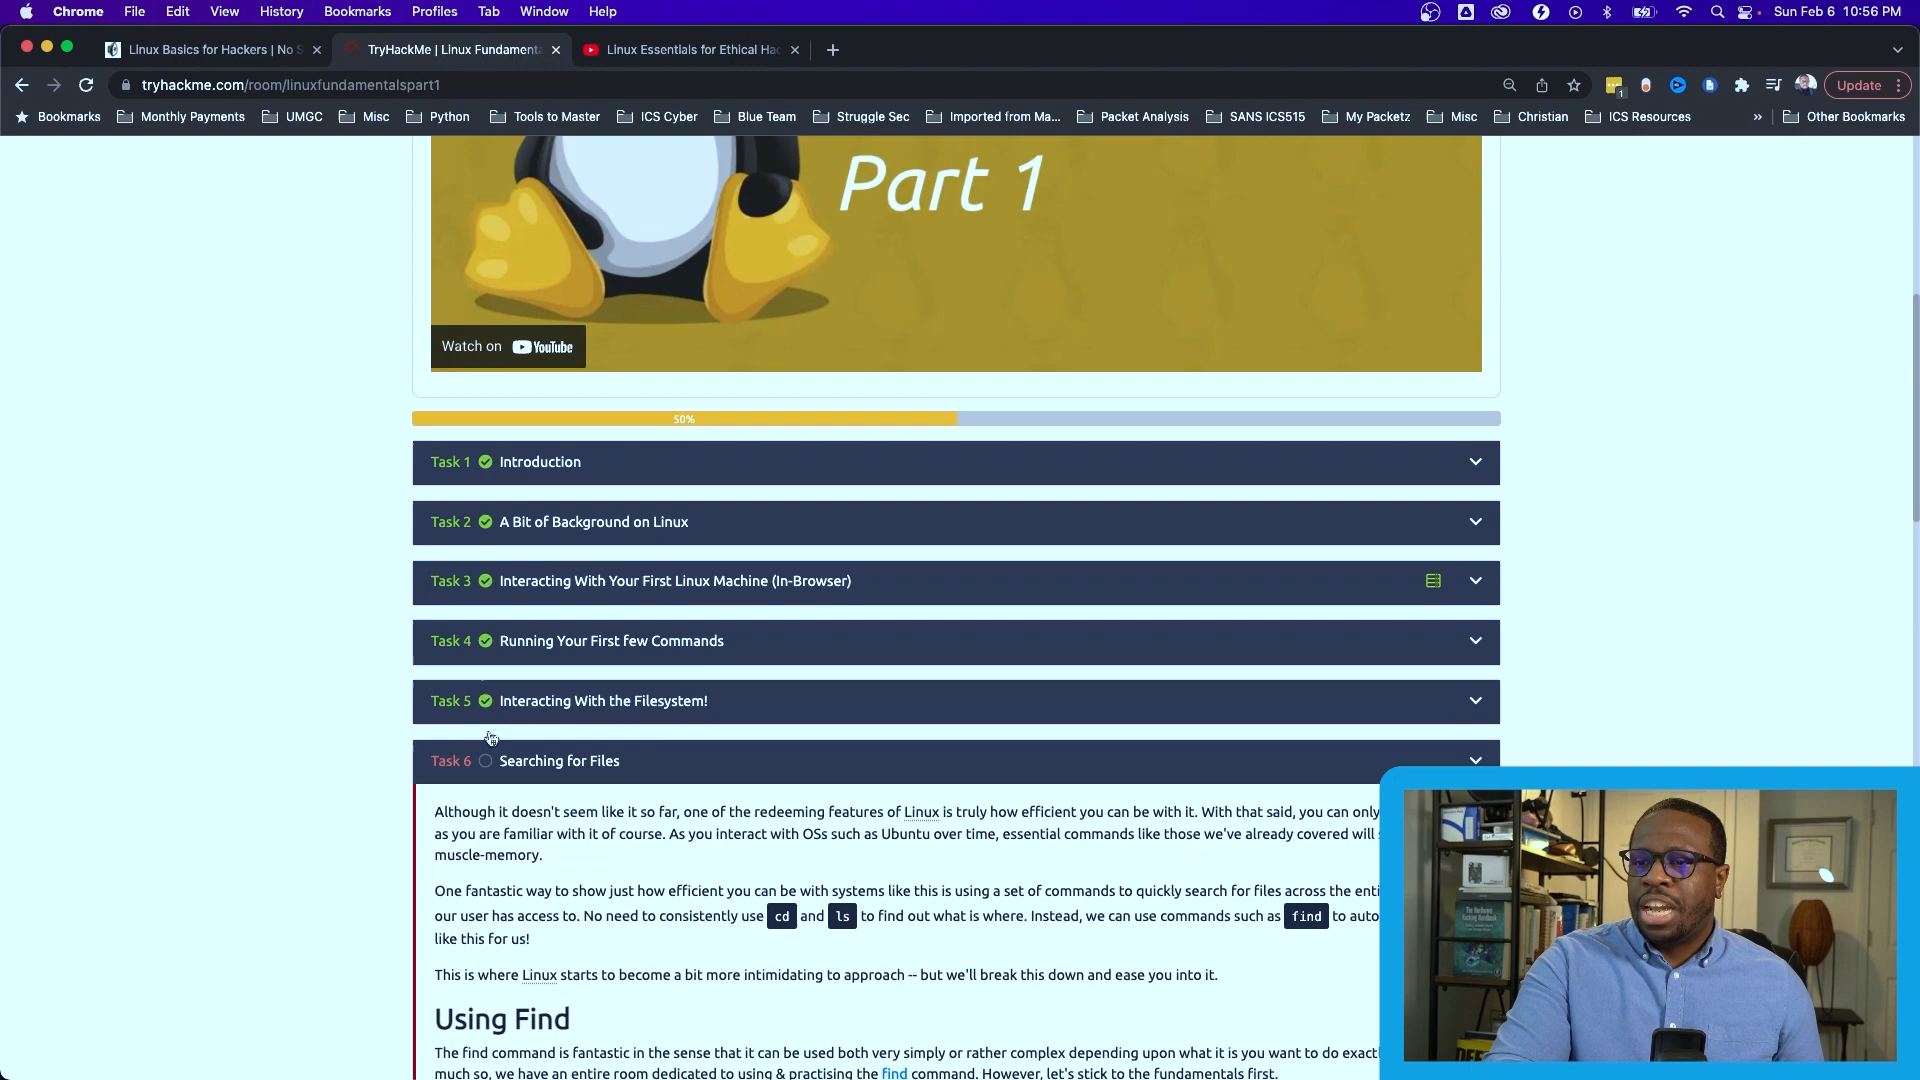 Chrome File Edit View History Bookmarks Profiles Tab Window Help Sun Feb 6 10:56 PM
Linux Basics for Hackers | No S TryHackMe | Linux Fundamenta Linux Essentials for Ethical Hac
tryhackme.com/room/linuxfundamentalspart1 1 Update
Bookmarks Monthly Payments UMGC Misc Python Tools to Master ICS Cyber Blue Team Struggle Sec Imported from Ma... Packet Analysis SANS ICS515 My Packetz Misc Christian ICS Resources » Other Bookmarks
Part 1
Watch on YouTube
50%
Task 1 Introduction
Task 2 A Bit of Background on Linux
Task 3 Interacting With Your First Linux Machine (In-Browser)
Task 4 Running Your First few Commands
Task 5 Interacting With the Filesystem!
Task 6 Searching for Files
Although it doesn't seem like it so far, one of the redeeming features of Linux is truly how efficient you can be with it. With that said, you can only
as you are familiar with it of course. As you interact with OSs such as Ubuntu over time, essential commands like those we've already covered will
muscle-memory.
One fantastic way to show just how efficient you can be with systems like this is using a set of commands to quickly search for files across the enti
our user has access to. No need to consistently use cd and ls to find out what is where. Instead, we can use commands such as find to auto
like this for us!
This is where Linux starts to become a bit more intimidating to approach -- but we'll break this down and ease you into it.
Using Find
The find command is fantastic in the sense that it can be used both very simply or rather complex depending upon what it is you want to do exact
much so, we have an entire room dedicated to using & practising the find command. However, let's stick to the fundamentals first.